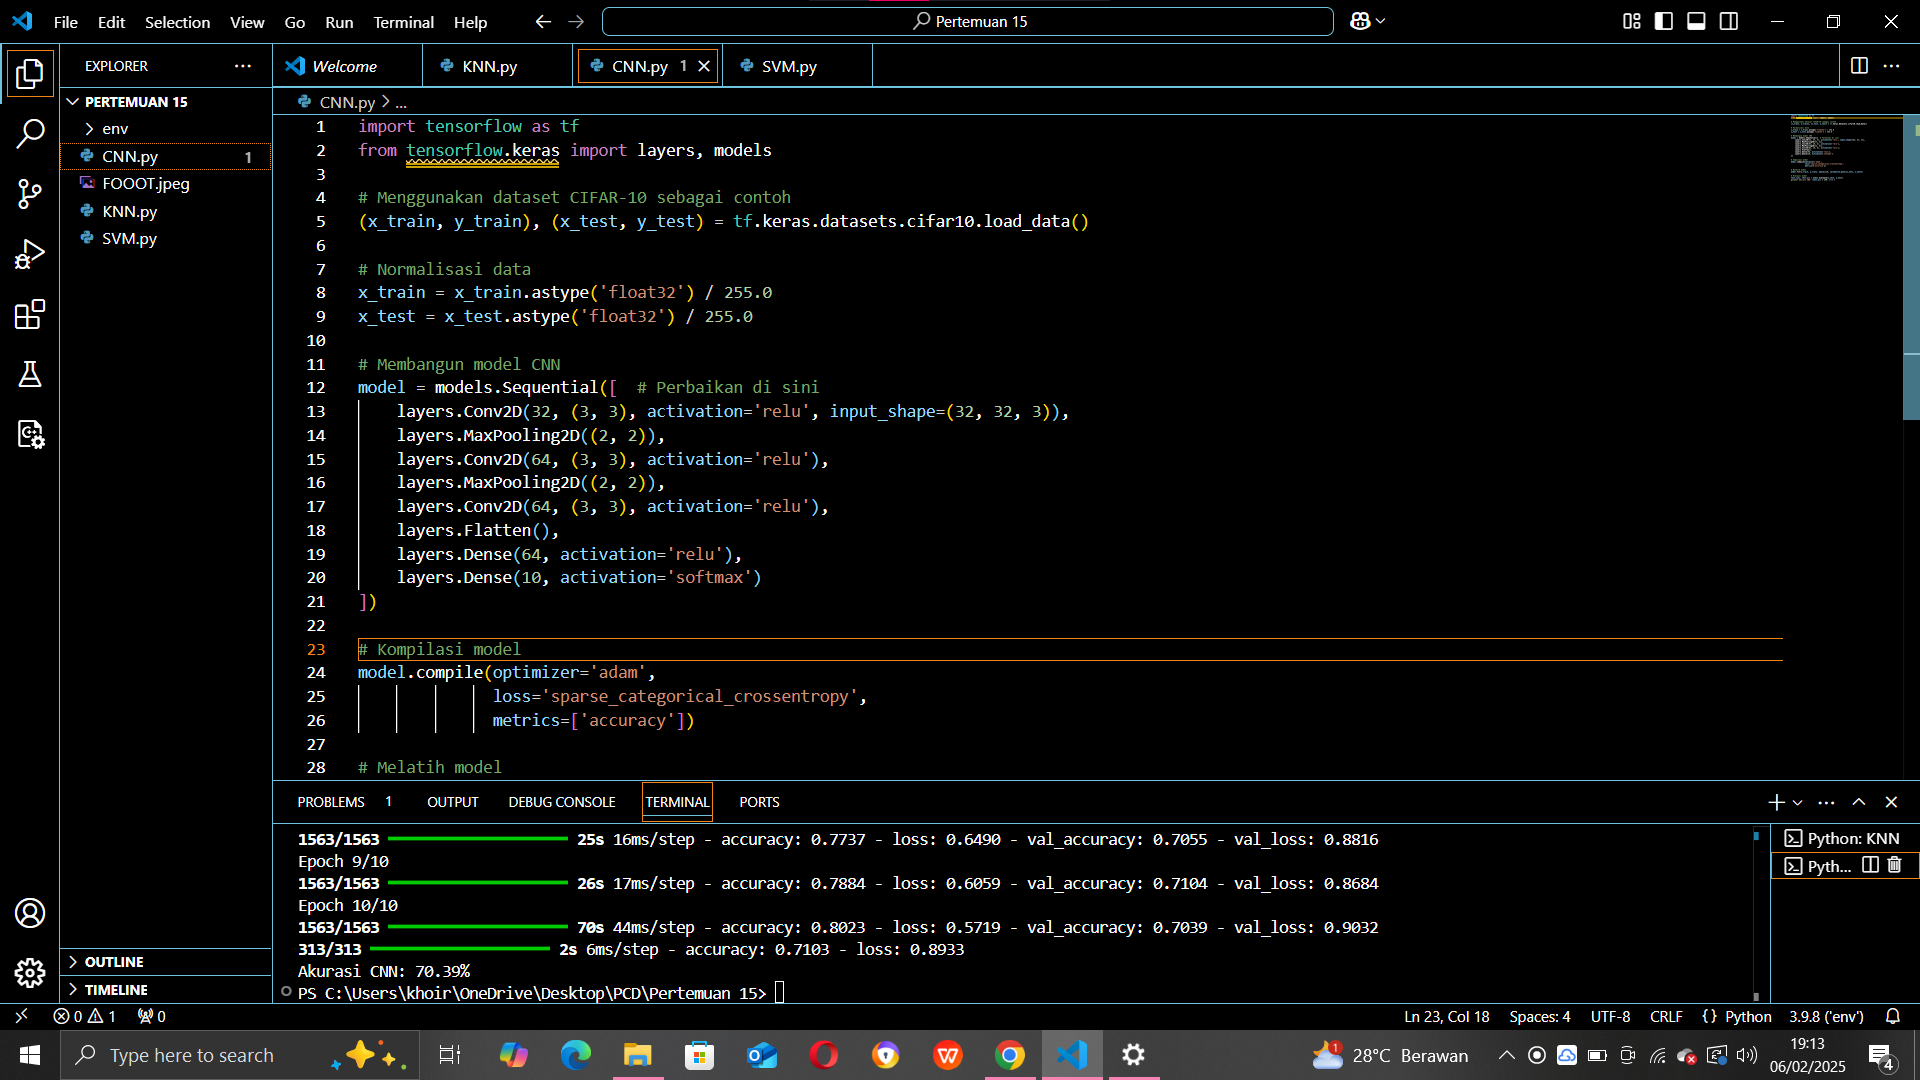 File Edit Selection View Go Run Terminal Help
Pertemuan 15
EXPLORER
Welcome
KNN.py
CNN.py 1
SVM.py
PERTEMUAN 15
env
CNN.py 1
FOOOT.jpeg
KNN.py
SVM.py
OUTLINE
TIMELINE
CNN.py > ...
1 import tensorflow as tf
2 from tensorflow.keras import layers, models
3
4 # Menggunakan dataset CIFAR-10 sebagai contoh
5 (x_train, y_train), (x_test, y_test) = tf.keras.datasets.cifar10.load_data()
6
7 # Normalisasi data
8 x_train = x_train.astype('float32') / 255.0
9 x_test = x_test.astype('float32') / 255.0
10
11 # Membangun model CNN
12 model = models.Sequential([  # Perbaikan di sini
13     layers.Conv2D(32, (3, 3), activation='relu', input_shape=(32, 32, 3)),
14     layers.MaxPooling2D((2, 2)),
15     layers.Conv2D(64, (3, 3), activation='relu'),
16     layers.MaxPooling2D((2, 2)),
17     layers.Conv2D(64, (3, 3), activation='relu'),
18     layers.Flatten(),
19     layers.Dense(64, activation='relu'),
20     layers.Dense(10, activation='softmax')
21 ])
22
23 # Kompilasi model
24 model.compile(optimizer='adam',
25               loss='sparse_categorical_crossentropy',
26               metrics=['accuracy'])
27
28 # Melatih model
PROBLEMS 1 OUTPUT DEBUG CONSOLE TERMINAL PORTS
1563/1563 25s 16ms/step - accuracy: 0.7737 - loss: 0.6490 - val_accuracy: 0.7055 - val_loss: 0.8816
Epoch 9/10
1563/1563 26s 17ms/step - accuracy: 0.7884 - loss: 0.6059 - val_accuracy: 0.7104 - val_loss: 0.8684
Epoch 10/10
1563/1563 70s 44ms/step - accuracy: 0.8023 - loss: 0.5719 - val_accuracy: 0.7039 - val_loss: 0.9032
313/313 2s 6ms/step - accuracy: 0.7103 - loss: 0.8933
Akurasi CNN: 70.39%
PS C:\Users\khoir\OneDrive\Desktop\PCD\Pertemuan 15>
Python: KNN
Pyth...
0 1 0
Ln 23, Col 18 Spaces: 4 UTF-8 CRLF {} Python 3.9.8 ('env')
Type here to search
28°C Berawan
1
19:13
06/02/2025
4